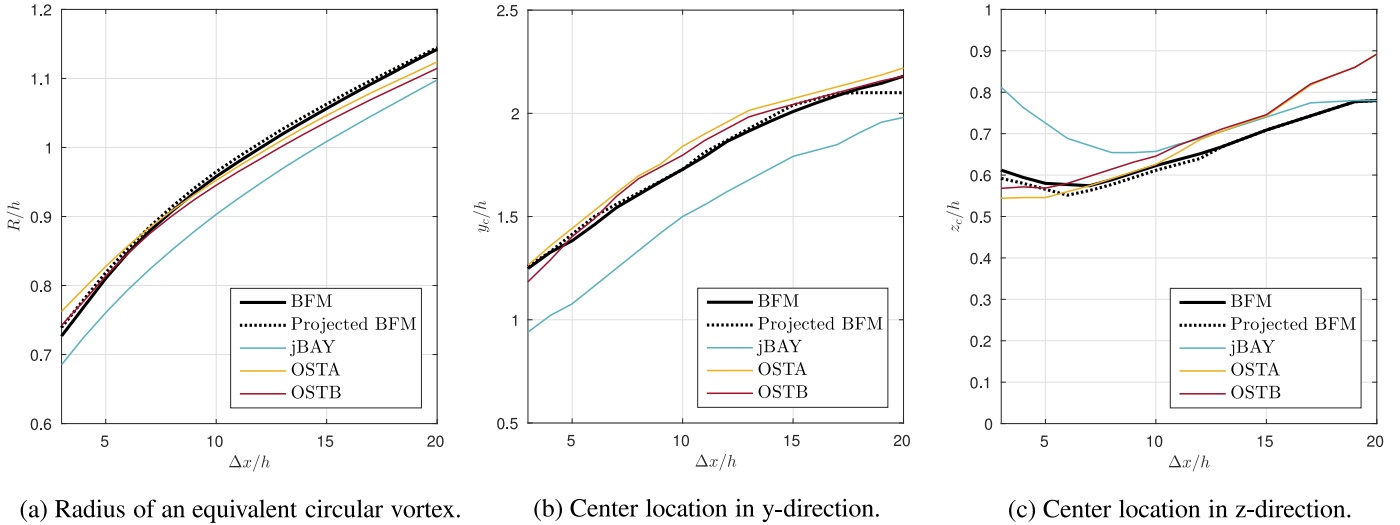 1.2
1.1
1
0.9
0.8
0.7
0.6
R/h
5
10
15
20
Δx/h
BFM
Projected BFM
jBAY
OSTA
OSTB
(a) Radius of an equivalent circular vortex.
2.5
2
1.5
1
0.5
y_c/h
5
10
15
20
Δx/h
BFM
Projected BFM
jBAY
OSTA
OSTB
(b) Center location in y-direction.
1
0.9
0.8
0.7
0.6
0.5
0.4
0.3
0.2
0.1
0
z_c/h
5
10
15
20
Δx/h
BFM
Projected BFM
jBAY
OSTA
OSTB
(c) Center location in z-direction.